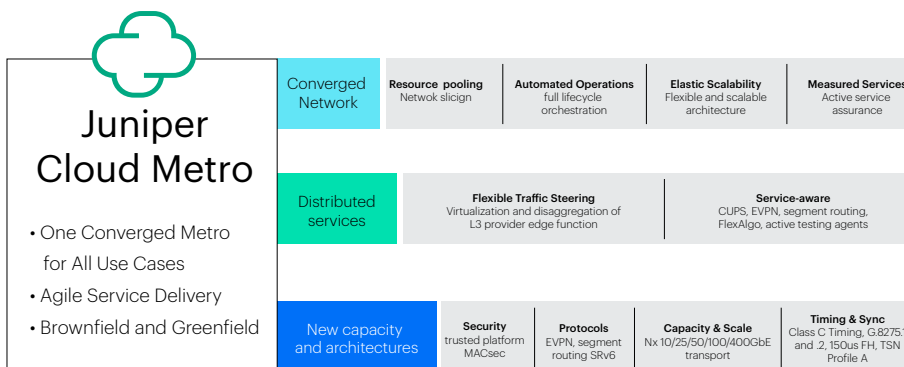 Juniper
Cloud Metro
• One Converged Metro
for All Use Cases
• Agile Service Delivery
• Brownfield and Greenfield
Converged
Network
Resource pooling
Netwok slicign
Automated Operations
full lifecycle
orchestration
Elastic Scalability
Flexible and scalable
architecture
Measured Services
Active service
assurance
Distributed
services
Flexible Traffic Steering
Virtualization and disaggregation of
L3 provider edge function
Service-aware
CUPS, EVPN, segment routing,
FlexAlgo, active testing agents
New capacity
and architectures
Security
trusted platform
MACsec
Protocols
EVPN, segment
routing SRv6
Capacity & Scale
Nx 10/25/50/100/400GbE
transport
Timing & Sync
Class C Timing, G.8275.1
and .2, 150us FH, TSN
Profile A